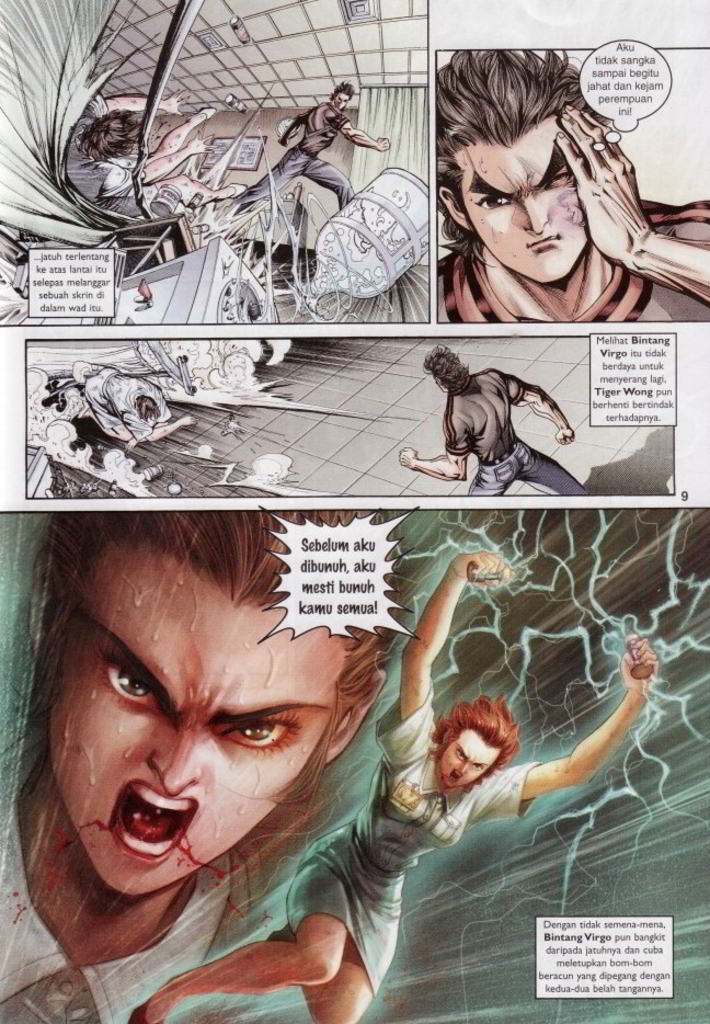 Aku
tidak sangka
sampai begitu
jahat dan kejam
perempuan
ini!
...jatuh terlentang
ke atas lantai itu
selepas melanggar
sebuah skrin di
dalam wad itu.
Melihat Bintang
Virgo itu tidak
berdaya untuk
menyerang lagi,
Tiger Wong pun
berhenti bertindak
terhadapnya.
9
Sebelum aku
dibunuh, aku
mesti bunuh
kamu semua!
Dengan tidak semena-mena,
Bintang Virgo pun bangkit
daripada jatuhnya dan cuba
meletupkan bom-bom
beracun yang dipegang dengan
kedua-dua belah tangannya.